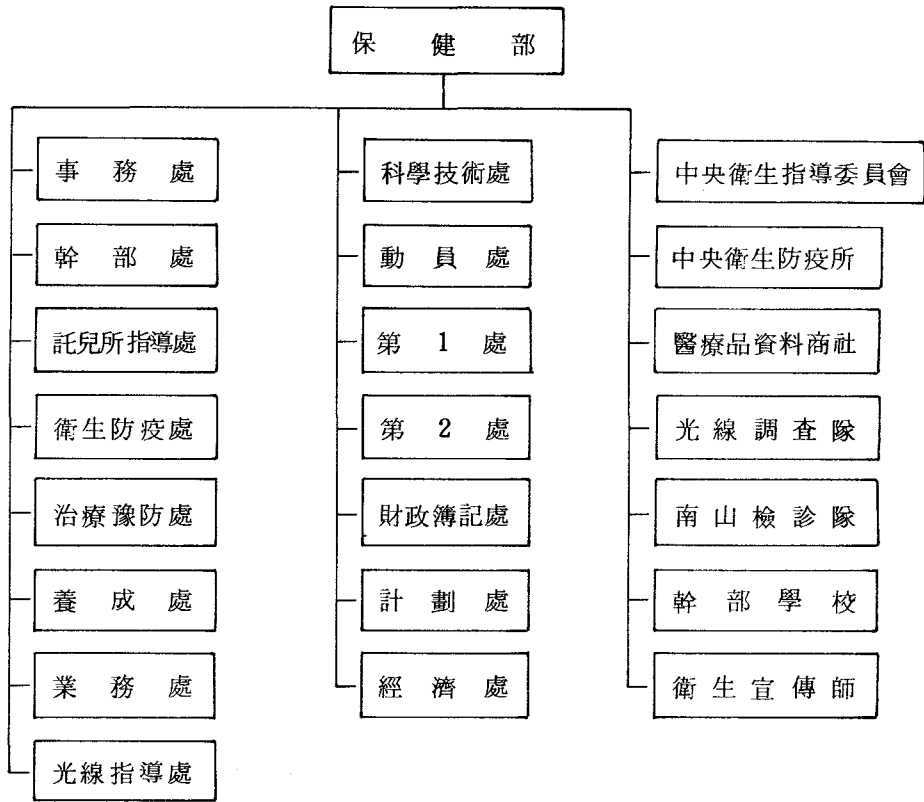 保健部
事務處
幹部處
託兒所指導處
衛生防疫處
治療豫防處
養成處
業務處
光線指導處
科學技術處
動員處
第1處
第2處
財政簿記處
計劃處
經濟處
中央衛生指導委員會
中央衛生防疫所
醫療品資料商社
光線調査隊
南山檢診隊
幹部學校
衛生宣傳師